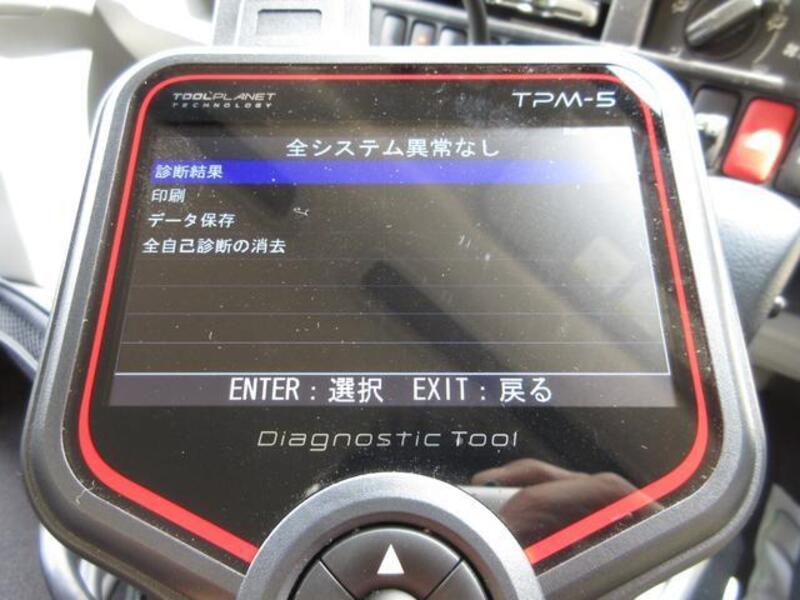 TOOLPLANET
TECHNOLOGY
TPM-5
全システム異常なし
診断結果
印刷
データ保存
全自己診断の消去
ENTER：選択 EXIT：戻る
Diagnostic Tool